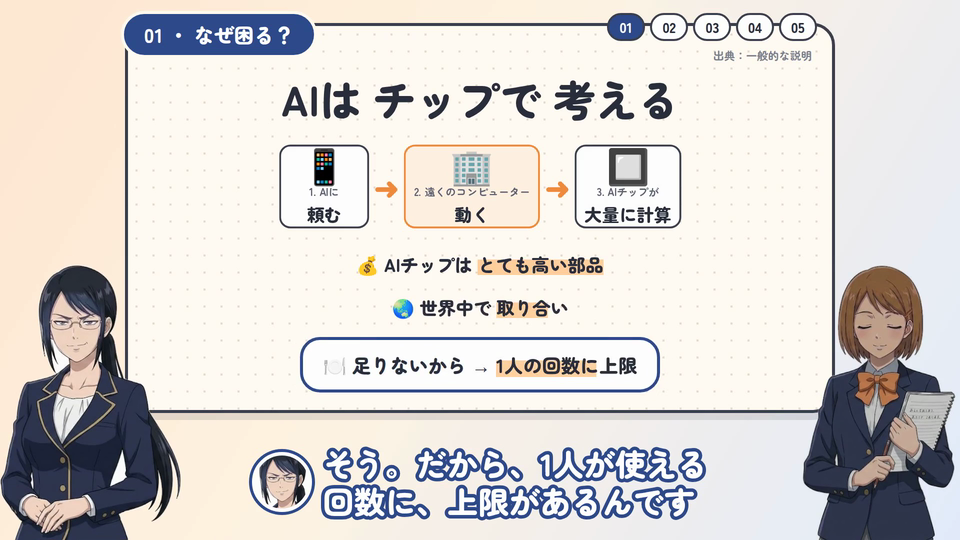 01 ・ なぜ困る？
01 02 03 04 05
出典：一般的な説明
AIは チップで 考える
1. AIに
頼む
2. 遠くのコンピューター
動く
3. AIチップが
大量に計算
AIチップは とても高い部品
世界中で 取り合い
足りないから → 1人の回数に上限
そう。だから、1人が使える
回数に、上限があるんです